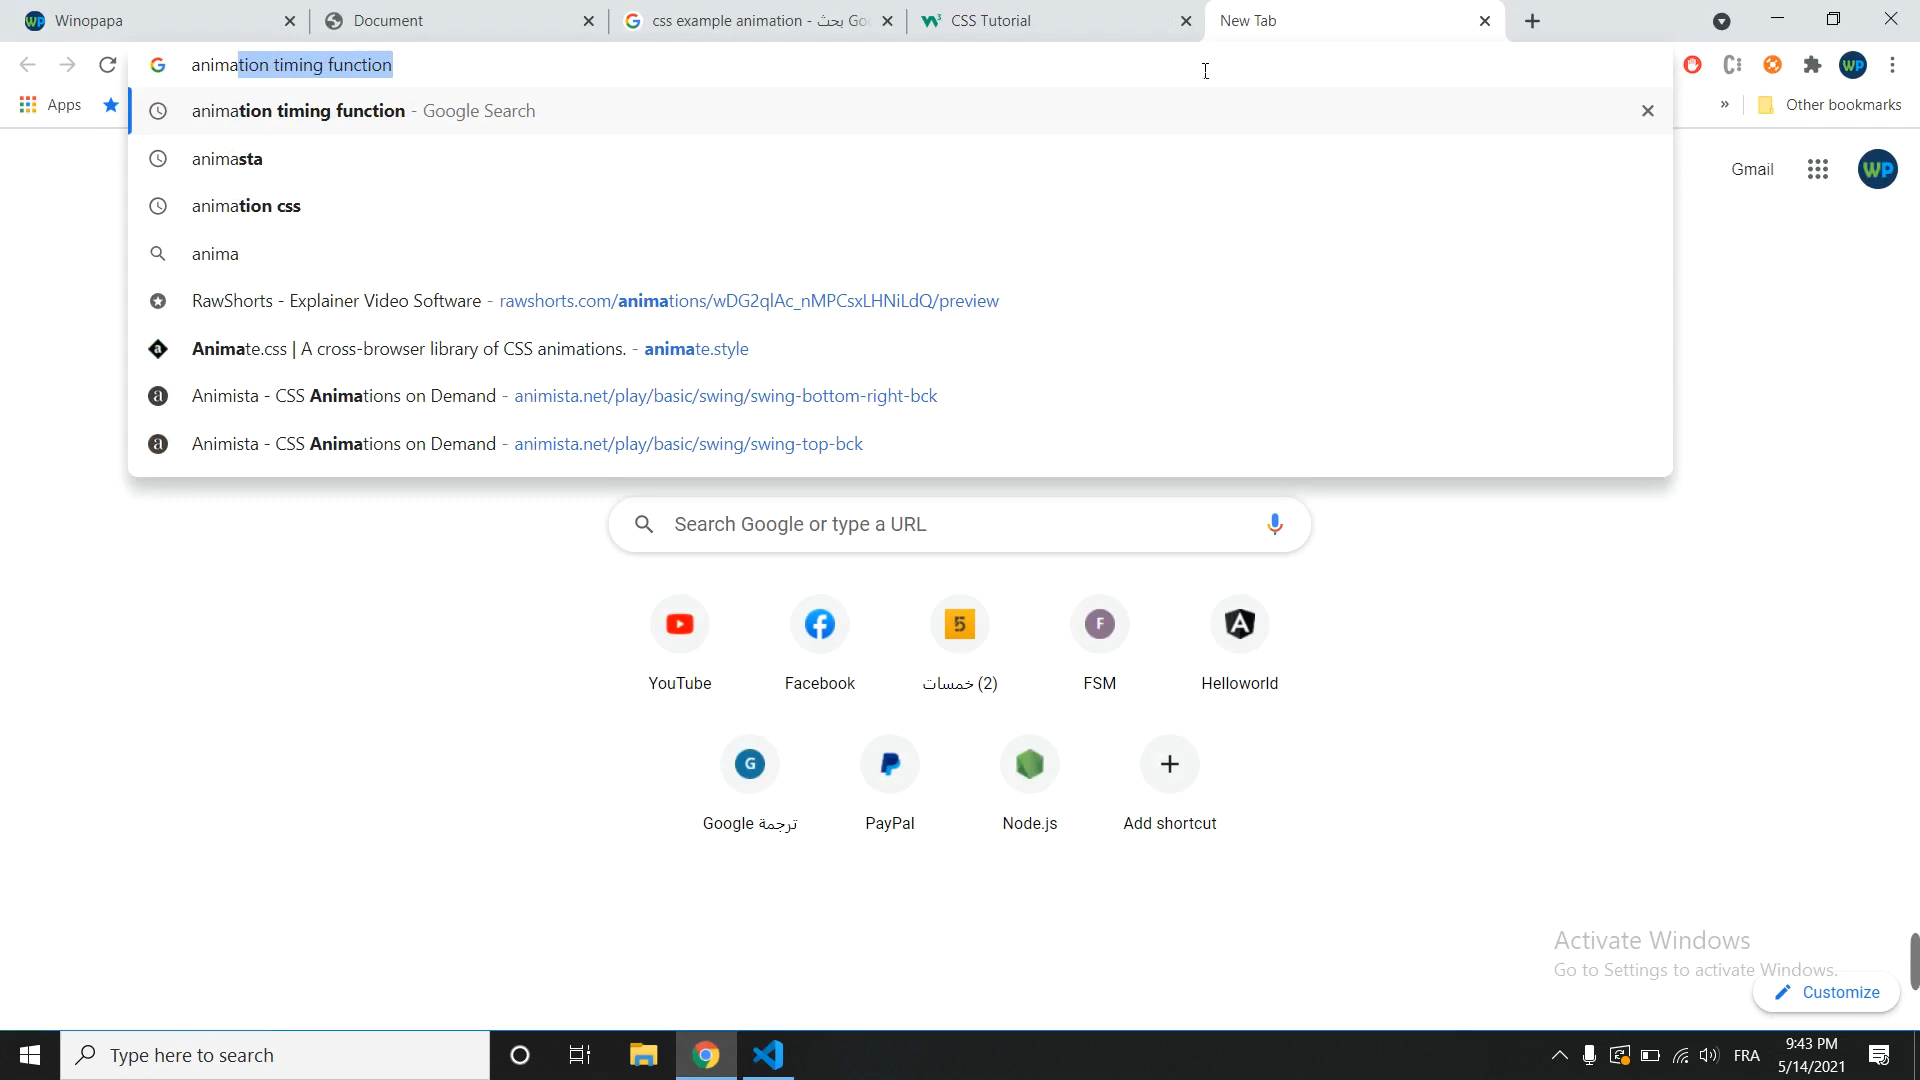 Winopapa
Document
css example animation - بحث Go
CSS Tutorial
New Tab
animation timing function
Apps
animation timing function - Google Search
» Other bookmarks
animasta
Gmail
WP
animation css
anima
RawShorts - Explainer Video Software - rawshorts.com/animations/wDG2qlAc_nMPCsxLHNiLdQ/preview
Animate.css | A cross-browser library of CSS animations. - animate.style
Animista - CSS Animations on Demand - animista.net/play/basic/swing/swing-bottom-right-bck
Animista - CSS Animations on Demand - animista.net/play/basic/swing/swing-top-bck
Search Google or type a URL
YouTube
Facebook
(2) خمسات
FSM
Helloworld
ترجمة Google
PayPal
Node.js
Add shortcut
Activate Windows
Go to Settings to activate Windows.
Customize
Type here to search
FRA
9:43 PM
5/14/2021